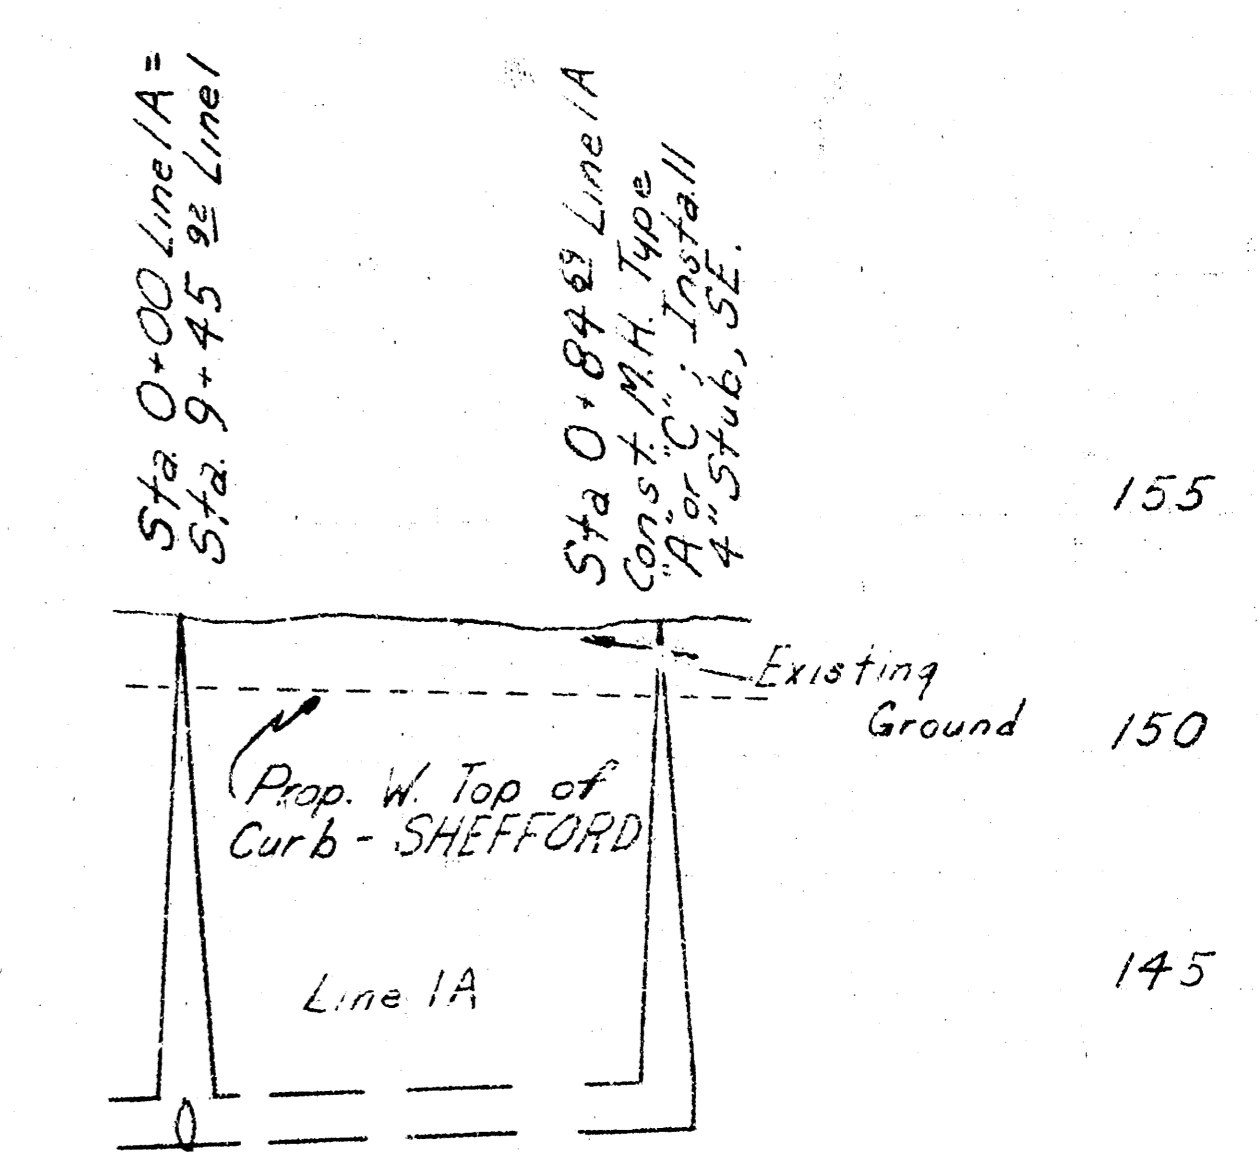 Sta. 0+00 Line 1A =
Sta. 9+45 92 Line 1
Sta 0+84 69 Line 1A
Const. M.H. Type
"A" or "C"; Install
4" Stub, SE.
155
Existing
Ground
150
Prop. W. Top of
Curb - SHEFFORD
145
Line 1A